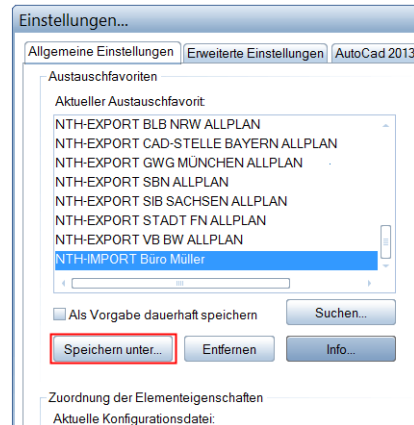 Einstellungen...
Allgemeine Einstellungen Erweiterte Einstellungen AutoCad 2013
Austauschfavoriten
Aktueller Austauschfavorit:
NTH-EXPORT BLB NRW ALLPLAN
NTH-EXPORT CAD-STELLE BAYERN ALLPLAN
NTH-EXPORT GWG MÜNCHEN ALLPLAN
NTH-EXPORT SBN ALLPLAN
NTH-EXPORT SIB SACHSEN ALLPLAN
NTH-EXPORT STADT FN ALLPLAN
NTH-EXPORT VB BW ALLPLAN
NTH-IMPORT Büro Müller
Als Vorgabe dauerhaft speichern Suchen...
Speichern unter... Entfernen Info...
Zuordnung der Elementeigenschaften
Aktuelle Konfigurationsdatei: